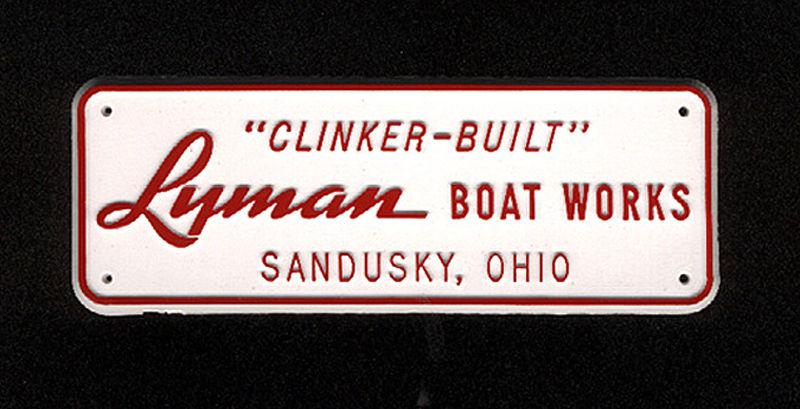 "CLINKER-BUILT"
Lyman BOAT WORKS
SANDUSKY, OHIO